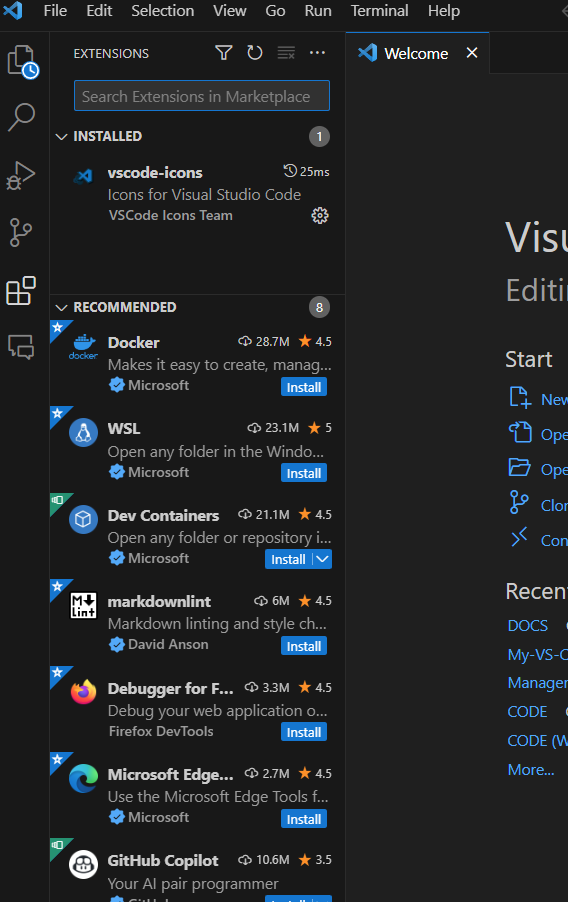 File Edit Selection View Go Run Terminal Help
EXTENSIONS
Welcome
Search Extensions in Marketplace
INSTALLED 1
vscode-icons 25ms
Icons for Visual Studio Code
VSCode Icons Team
RECOMMENDED 8
docker
Docker 28.7M 4.5
Makes it easy to create, manag...
Microsoft Install
WSL 23.1M 5
Open any folder in the Windo...
Microsoft Install
Dev Containers 21.1M 4.5
Open any folder or repository i...
Microsoft Install
M Lint
markdownlint 6M 4.5
Markdown linting and style ch...
David Anson Install
Debugger for F... 3.3M 4.5
Debug your web application o...
Firefox DevTools Install
Microsoft Edge... 2.7M 4.5
Use the Microsoft Edge Tools f...
Microsoft Install
GitHub Copilot 10.6M 3.5
Your AI pair programmer
Visu
Editi
Start
New
Ope
Ope
Clor
Con
Recent
DOCS
My-VS-C
Manager
CODE
CODE (W
More...